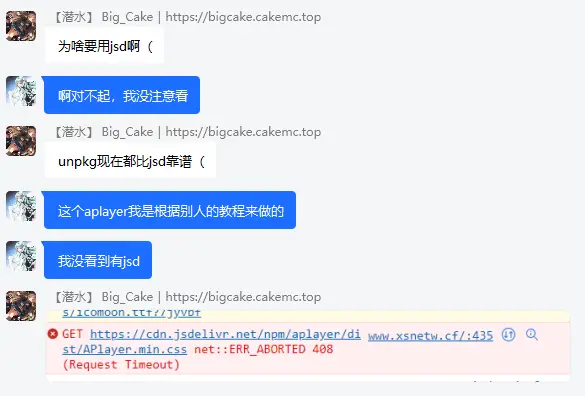 【潜水】 Big_Cake | https://bigcake.cakemc.top
为啥要用jsd啊（
啊对不起，我没注意看
【潜水】 Big_Cake | https://bigcake.cakemc.top
unpkg现在都比jsd靠谱（
这个aplayer我是根据别人的教程来做的
我没看到有jsd
【潜水】 Big_Cake | https://bigcake.cakemc.top
s/icomoon.ttf?7jyvbf
GET https://cdn.jsdelivr.net/npm/aplayer/di www.xsnetw.cf/:435
st/APlayer.min.css net::ERR_ABORTED 408
(Request Timeout)